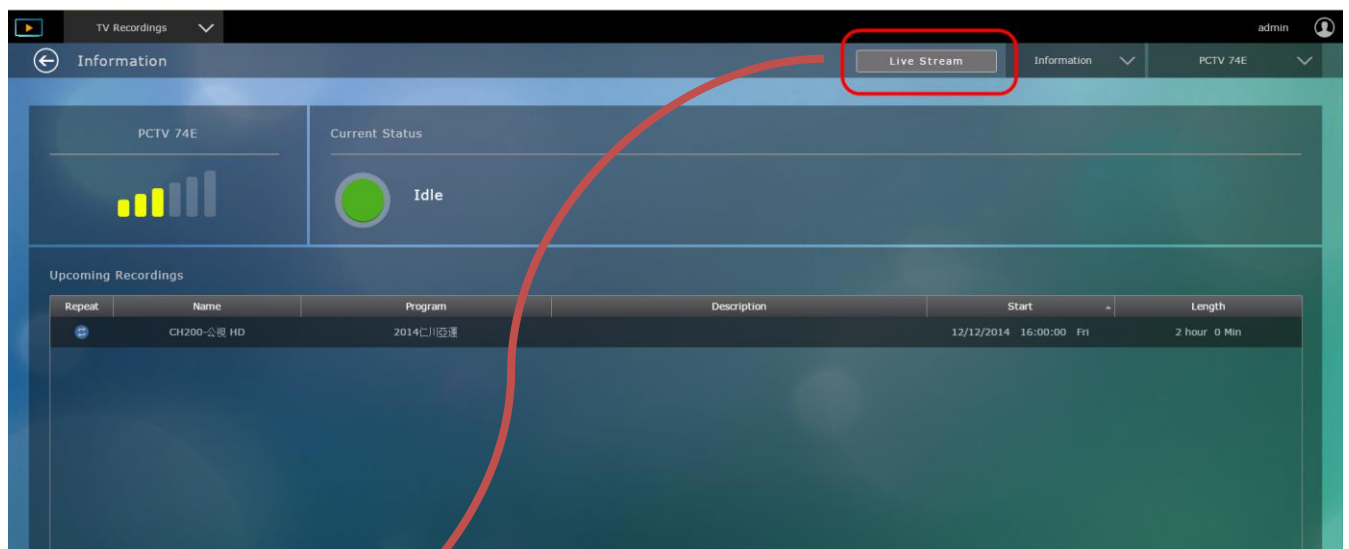 TV Recordings admin
Information Live Stream Information PCTV 74E
PCTV 74E Current Status
Idle
Upcoming Recordings
Repeat Name Program Description Start Length
CH200-公視 HD 2014仁川亞運 12/12/2014 16:00:00 Fri 2 hour 0 Min